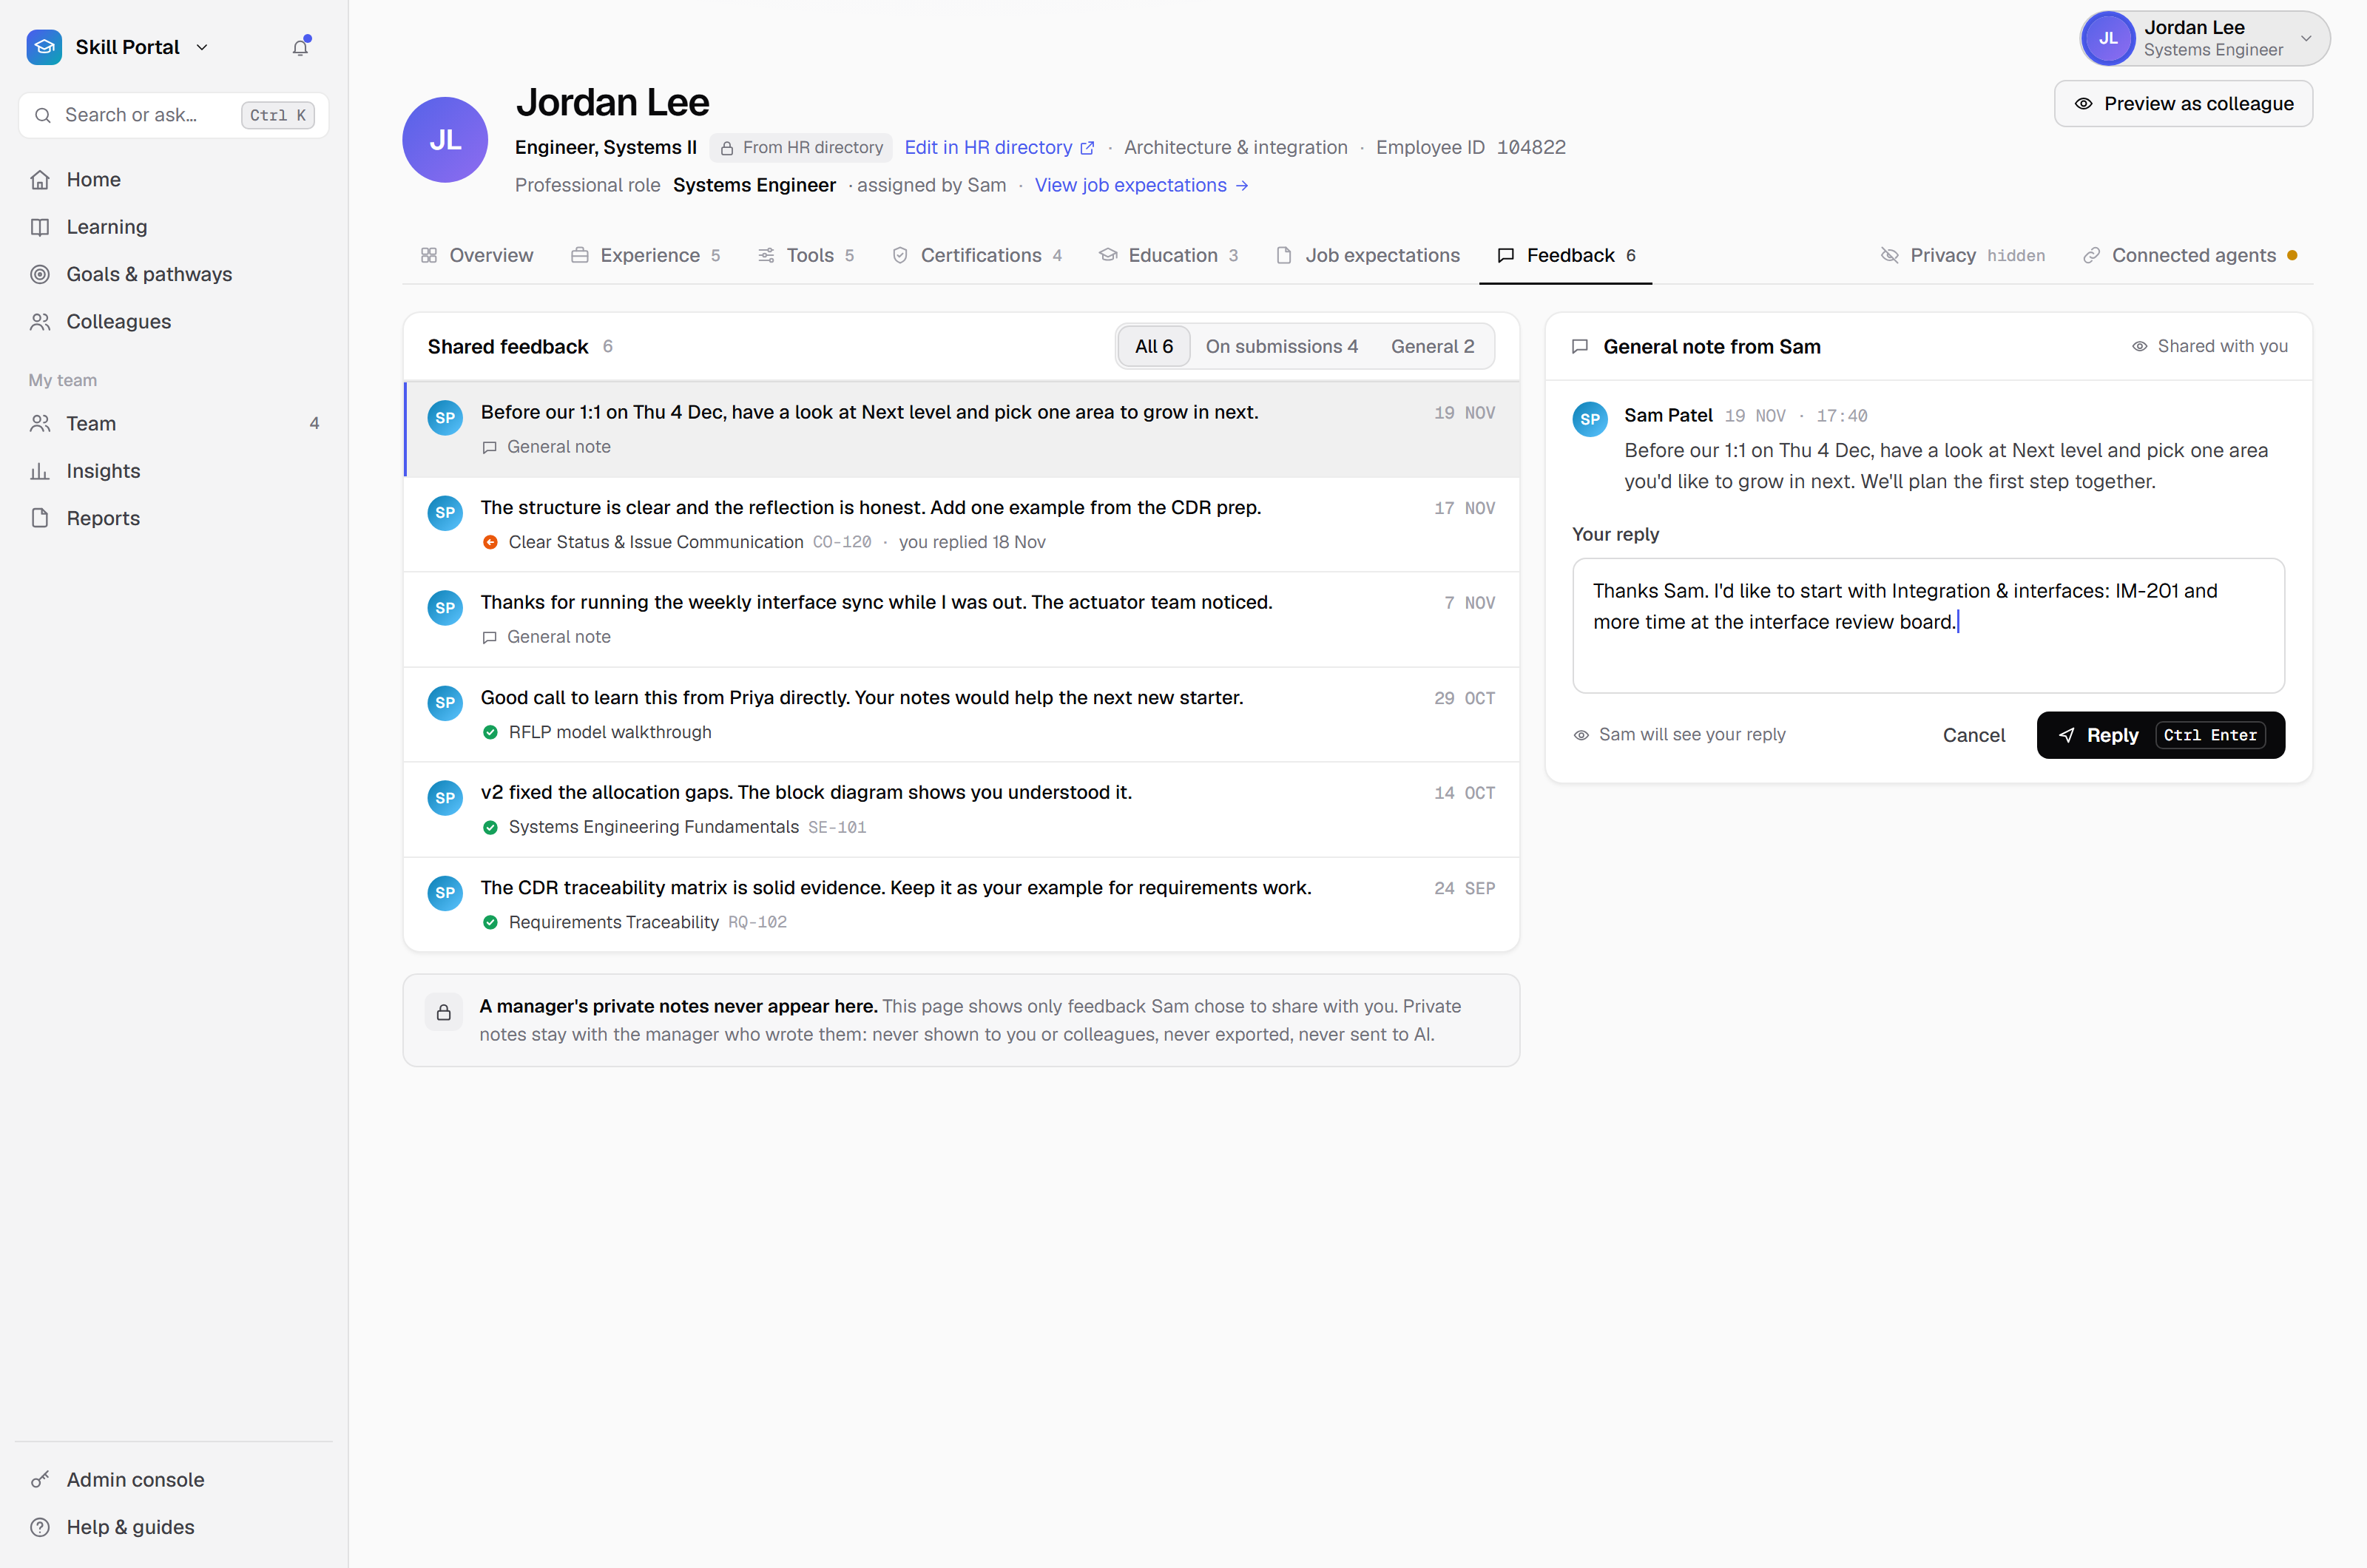 Skill Portal
Search or ask...
Ctrl K
Home
Learning
Goals & pathways
Colleagues
My team
Team 4
Insights
Reports
Admin console
Help & guides
JL
Jordan Lee
Systems Engineer
JL
Jordan Lee
Preview as colleague
Engineer, Systems II From HR directory Edit in HR directory · Architecture & integration · Employee ID 104822
Professional role Systems Engineer · assigned by Sam · View job expectations →
Overview Experience 5 Tools 5 Certifications 4 Education 3 Job expectations Feedback 6 Privacy hidden Connected agents
Shared feedback 6
All 6 On submissions 4 General 2
SP
Before our 1:1 on Thu 4 Dec, have a look at Next level and pick one area to grow in next. 19 NOV
General note
SP
The structure is clear and the reflection is honest. Add one example from the CDR prep. 17 NOV
Clear Status & Issue Communication CO-120 · you replied 18 Nov
SP
Thanks for running the weekly interface sync while I was out. The actuator team noticed. 7 NOV
General note
SP
Good call to learn this from Priya directly. Your notes would help the next new starter. 29 OCT
RFLP model walkthrough
SP
v2 fixed the allocation gaps. The block diagram shows you understood it. 14 OCT
Systems Engineering Fundamentals SE-101
SP
The CDR traceability matrix is solid evidence. Keep it as your example for requirements work. 24 SEP
Requirements Traceability RQ-102
A manager's private notes never appear here. This page shows only feedback Sam chose to share with you. Private
notes stay with the manager who wrote them: never shown to you or colleagues, never exported, never sent to AI.
General note from Sam
Shared with you
SP
Sam Patel 19 NOV · 17:40
Before our 1:1 on Thu 4 Dec, have a look at Next level and pick one area
you'd like to grow in next. We'll plan the first step together.
Your reply
Thanks Sam. I'd like to start with Integration & interfaces: IM-201 and
more time at the interface review board.
Sam will see your reply
Cancel
Reply Ctrl Enter